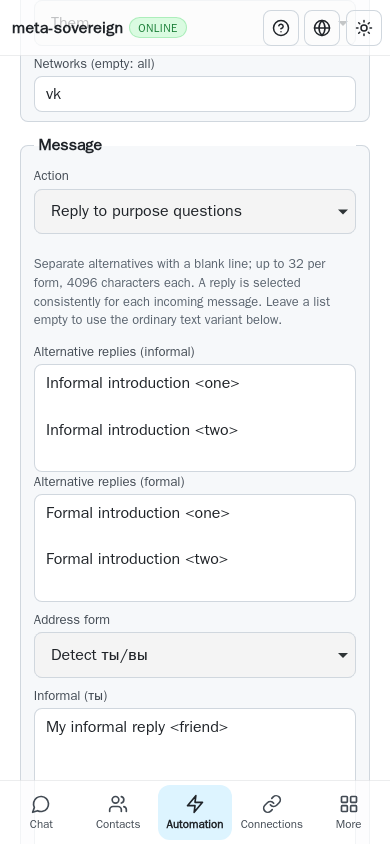 Them
meta-sovereign ONLINE
Networks (empty: all)
vk
Message
Action
Reply to purpose questions
Separate alternatives with a blank line; up to 32 per
form, 4096 characters each. A reply is selected
consistently for each incoming message. Leave a list
empty to use the ordinary text variant below.
Alternative replies (informal)
Informal introduction <one>
Informal introduction <two>
Alternative replies (formal)
Formal introduction <one>
Formal introduction <two>
Address form
Detect ты/вы
Informal (ты)
My informal reply <friend>
Chat
Contacts
Automation
Connections
More